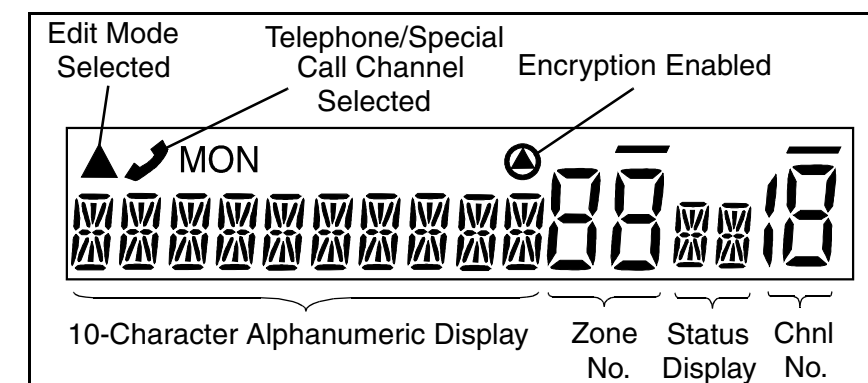 Edit Mode
Selected
Telephone/Special
Call Channel
Selected
Encryption Enabled
MON
10-Character Alphanumeric Display
Zone
No.
Status
Display
Chnl
No.